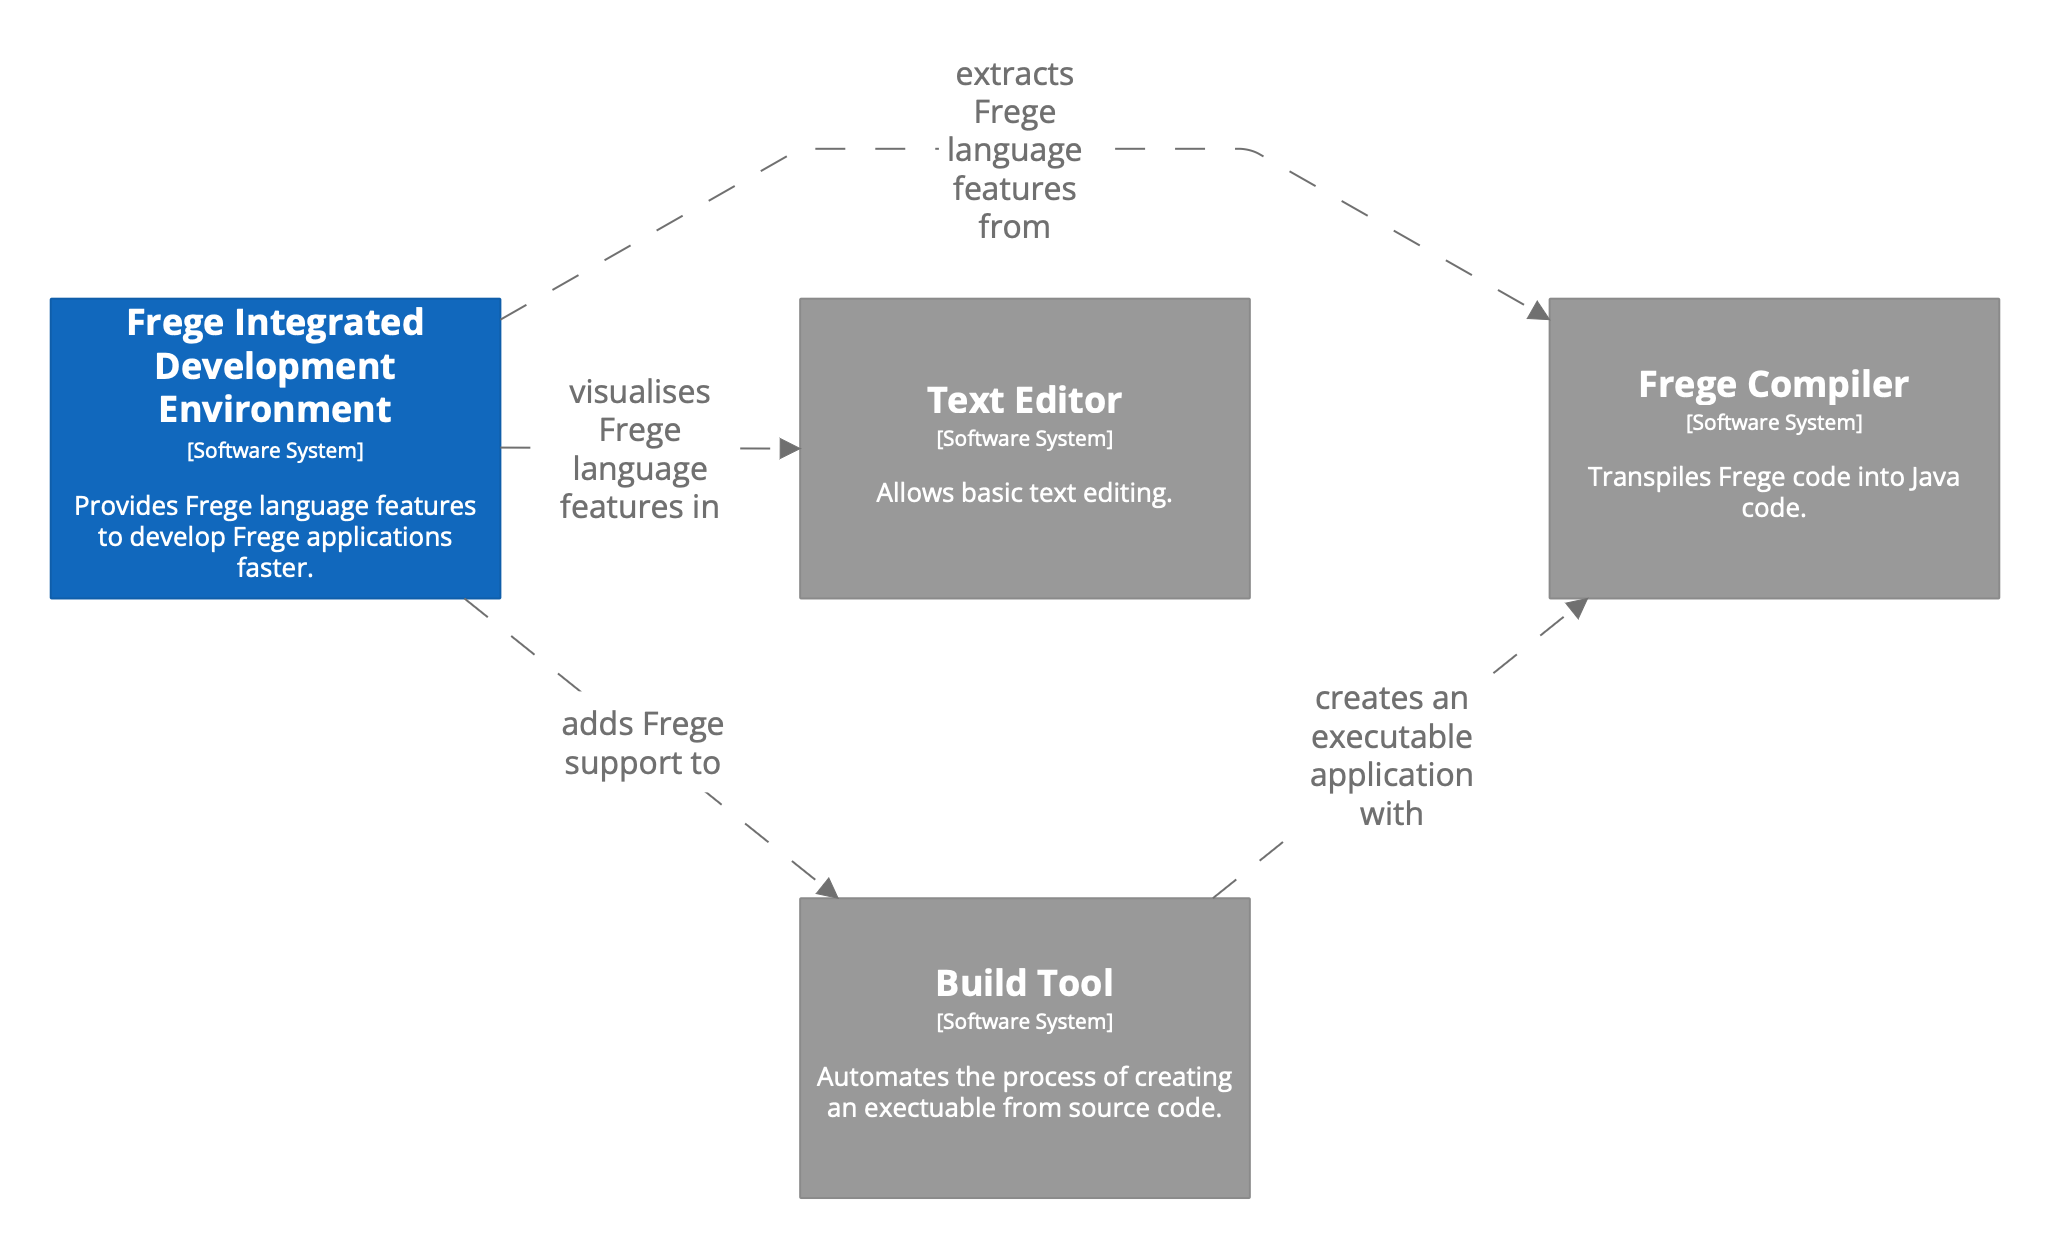 extracts
Frege
language
features
from
Frege Integrated
Development
Environment
[Software System]
Provides Frege language features
to develop Frege applications
faster.
visualises
Frege
language
features in
Text Editor
[Software System]
Allows basic text editing.
Frege Compiler
[Software System]
Transpiles Frege code into Java
code.
adds Frege
support to
creates an
executable
application
with
Build Tool
[Software System]
Automates the process of creating
an exectuable from source code.